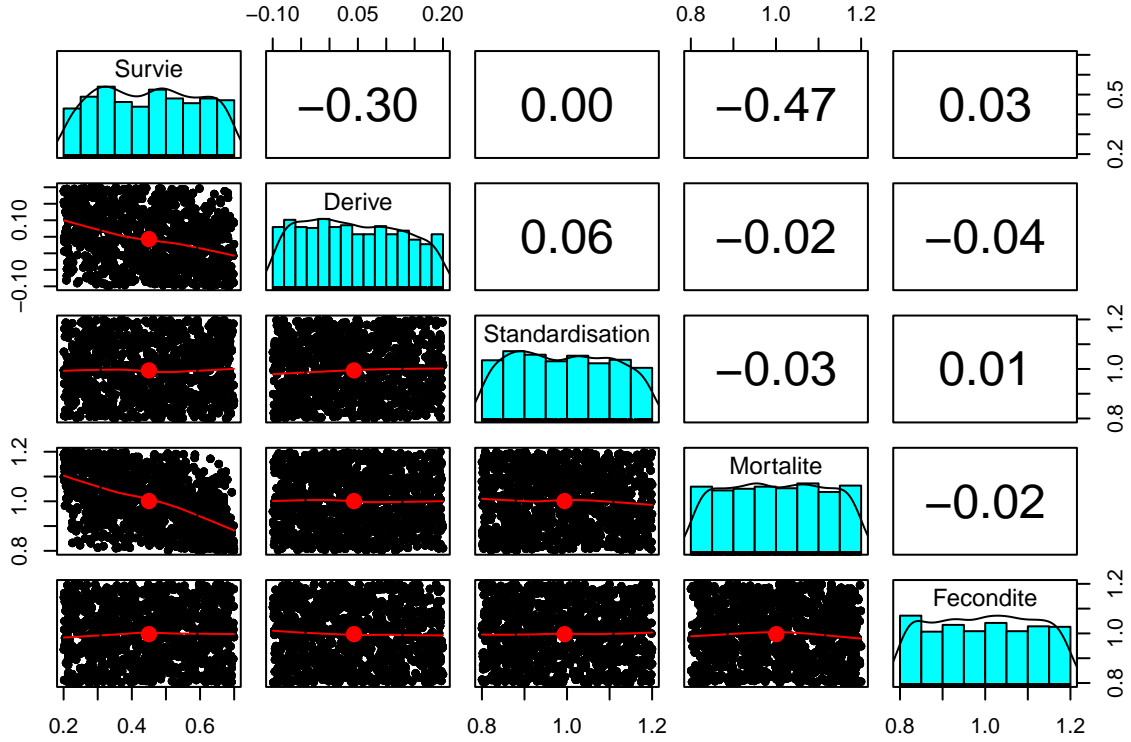 −0.10 0.05 0.20 0.8 1.0 1.2
Survie −0.30 0.00 −0.47 0.03 0.2 0.5
−0.10 0.10 Derive 0.06 −0.02 −0.04
Standardisation −0.03 0.01 0.8 1.0 1.2
0.8 1.0 1.2 Mortalite −0.02
Fecondite 0.8 1.0 1.2
0.2 0.4 0.6 0.8 1.0 1.2 0.8 1.0 1.2